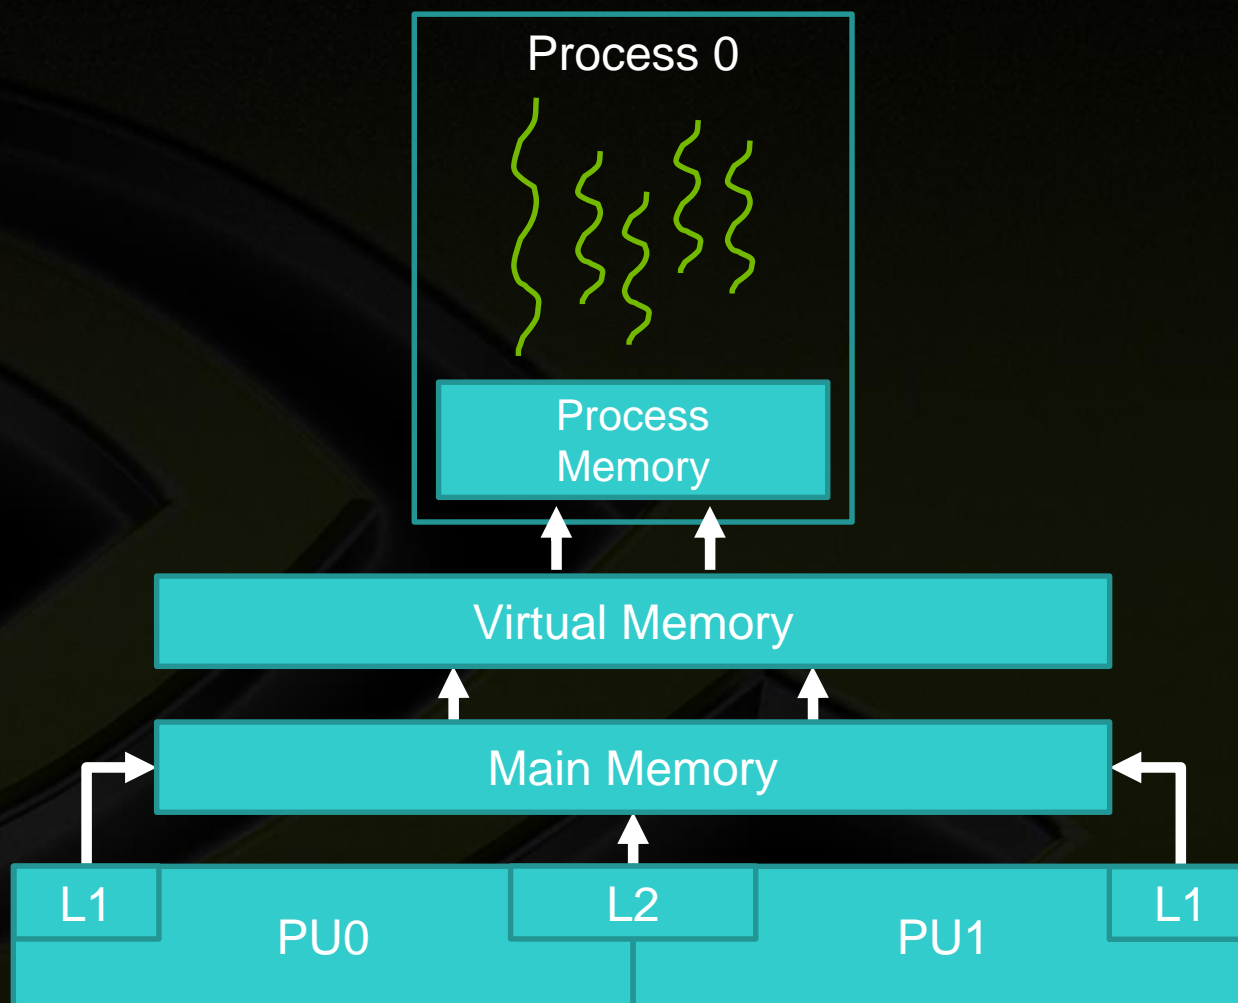 Process 0
Process
Memory
Virtual Memory
Main Memory
L1
L2
L1
PU0
PU1